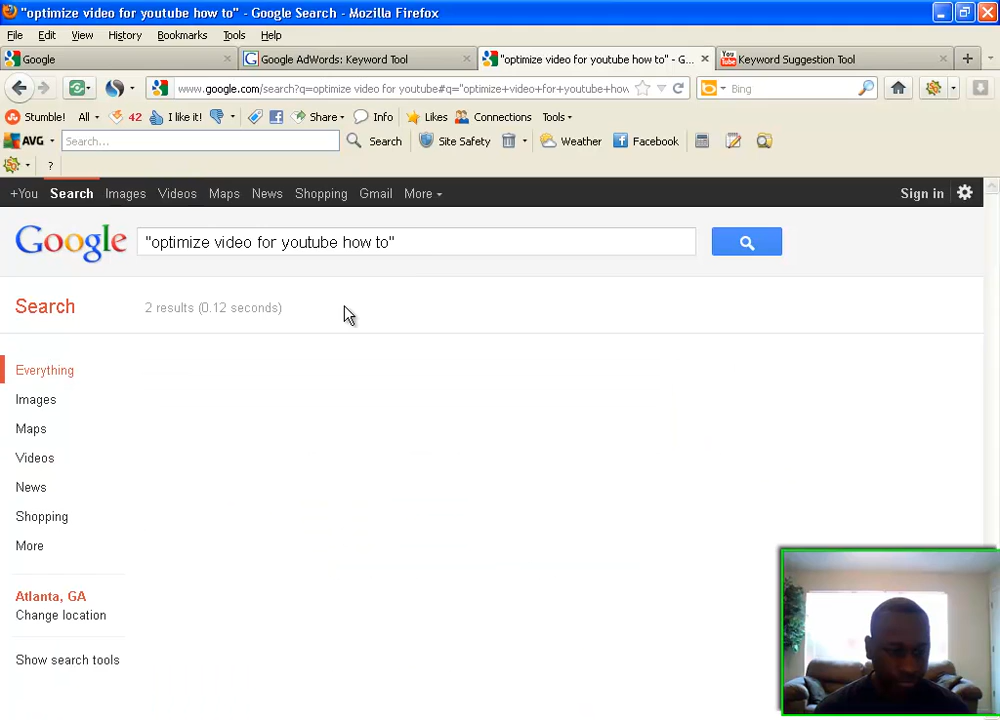 "optimize video for youtube how to" - Google Search - Mozilla Firefox
File Edit View History Bookmarks Tools Help
Google Google AdWords: Keyword Tool "optimize video for youtube how to" - G... You Tube Keyword Suggestion Tool
www.google.com/search?q=optimize video for youtube#q="optimize+video+for+youtube+how Bing
Stumble! All 42 I like it! Share Info Likes Connections Tools
AVG Search... Search Site Safety Weather Facebook
?
+You Search Images Videos Maps News Shopping Gmail More Sign in
Google "optimize video for youtube how to"
Search 2 results (0.12 seconds)
Everything
Images
Maps
Videos
News
Shopping
More
Atlanta, GA
Change location
Show search tools